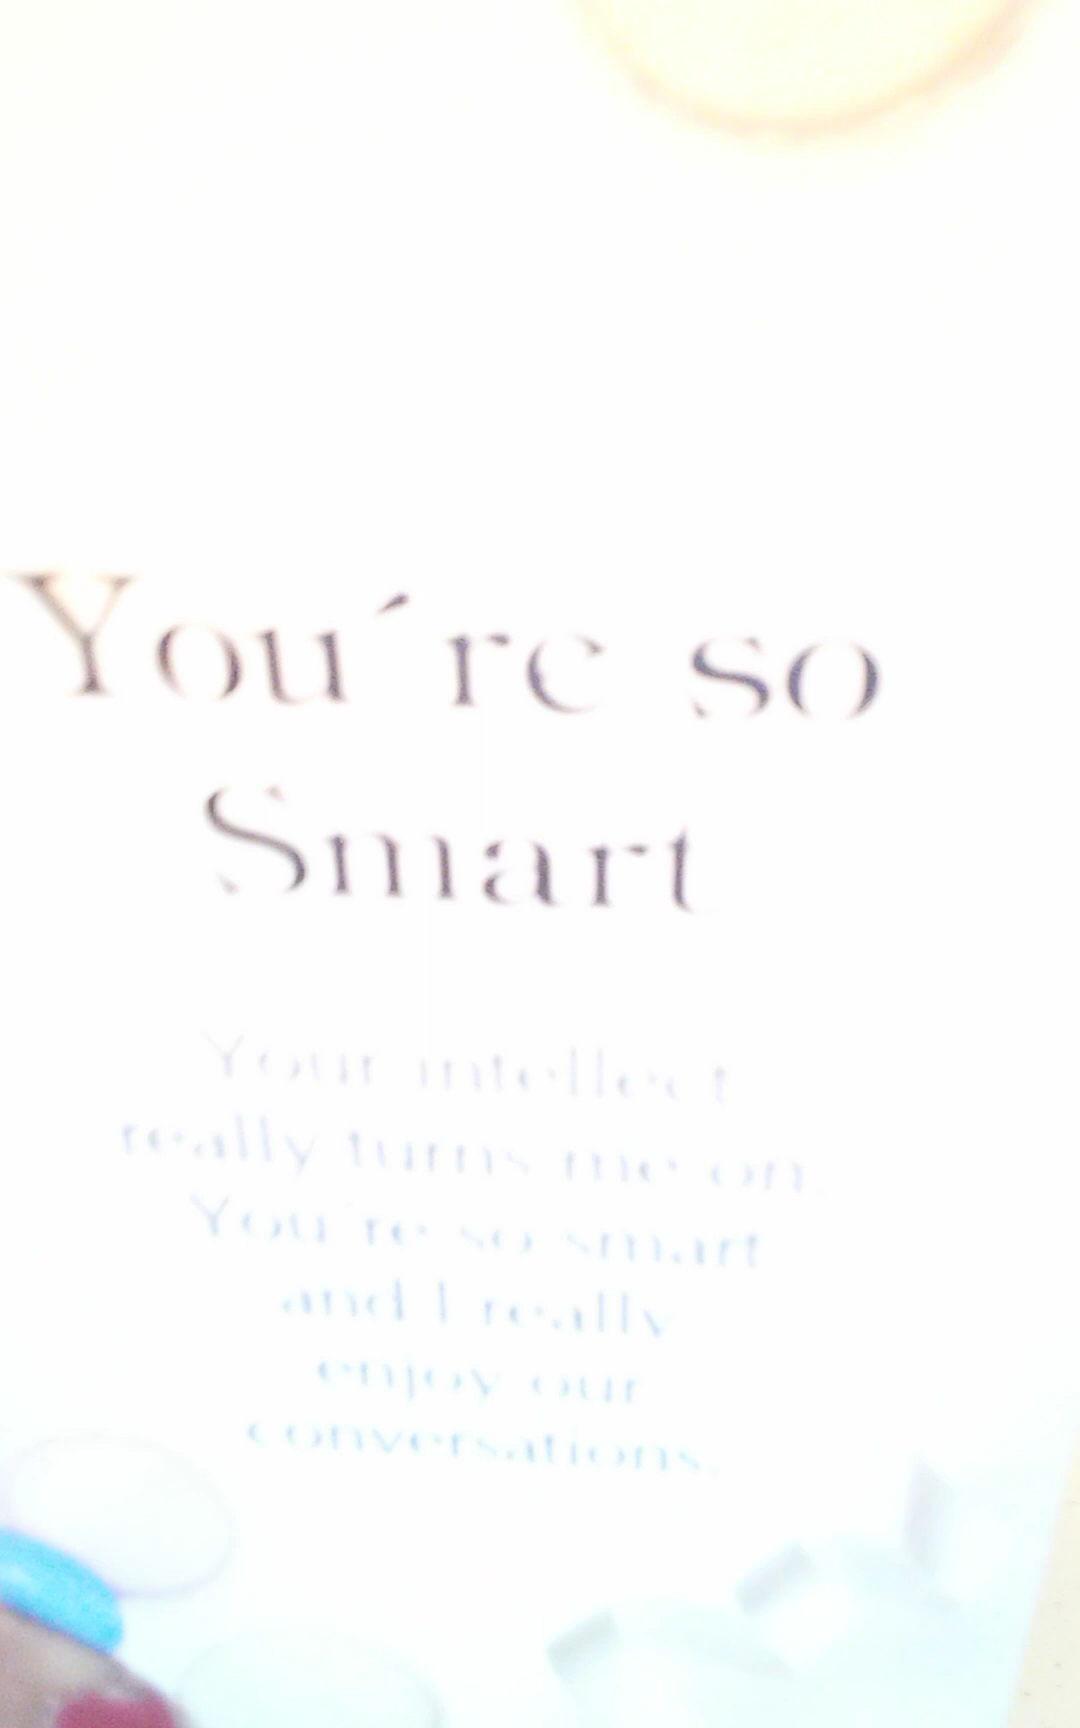 You´re so
Smart
Your intellect
really turns me on.
You´re so smart
and I really
enjoy our
conversations.